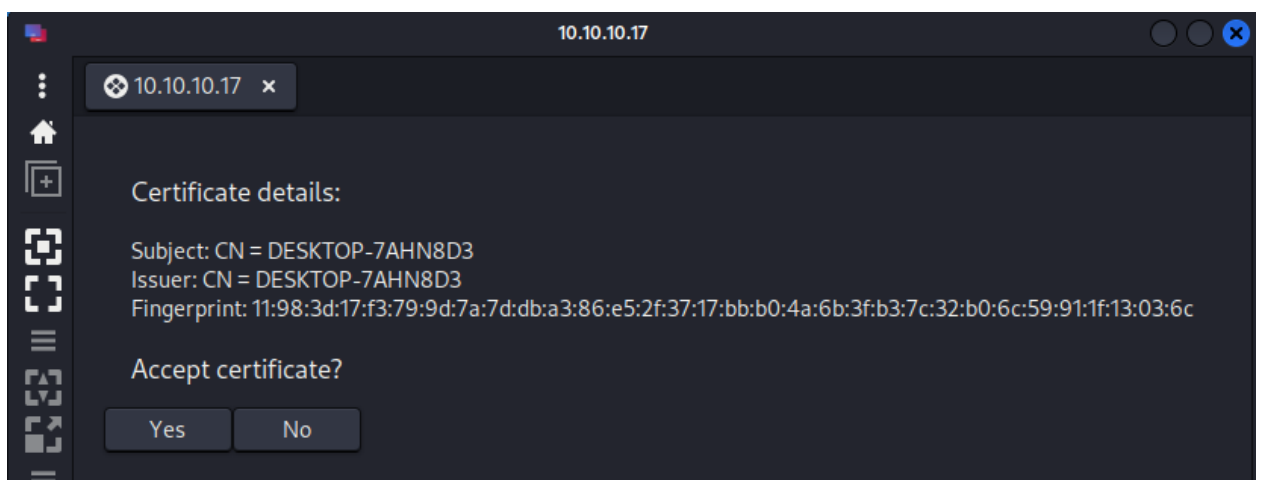 10.10.10.17
10.10.10.17
Certificate details:
Subject: CN = DESKTOP-7AHN8D3
Issuer: CN = DESKTOP-7AHN8D3
Fingerprint: 11:98:3d:17:f3:79:9d:7a:7d:db:a3:86:e5:2f:37:17:bb:b0:4a:6b:3f:b3:7c:32:b0:6c:59:91:1f:13:03:6c
Accept certificate?
Yes No